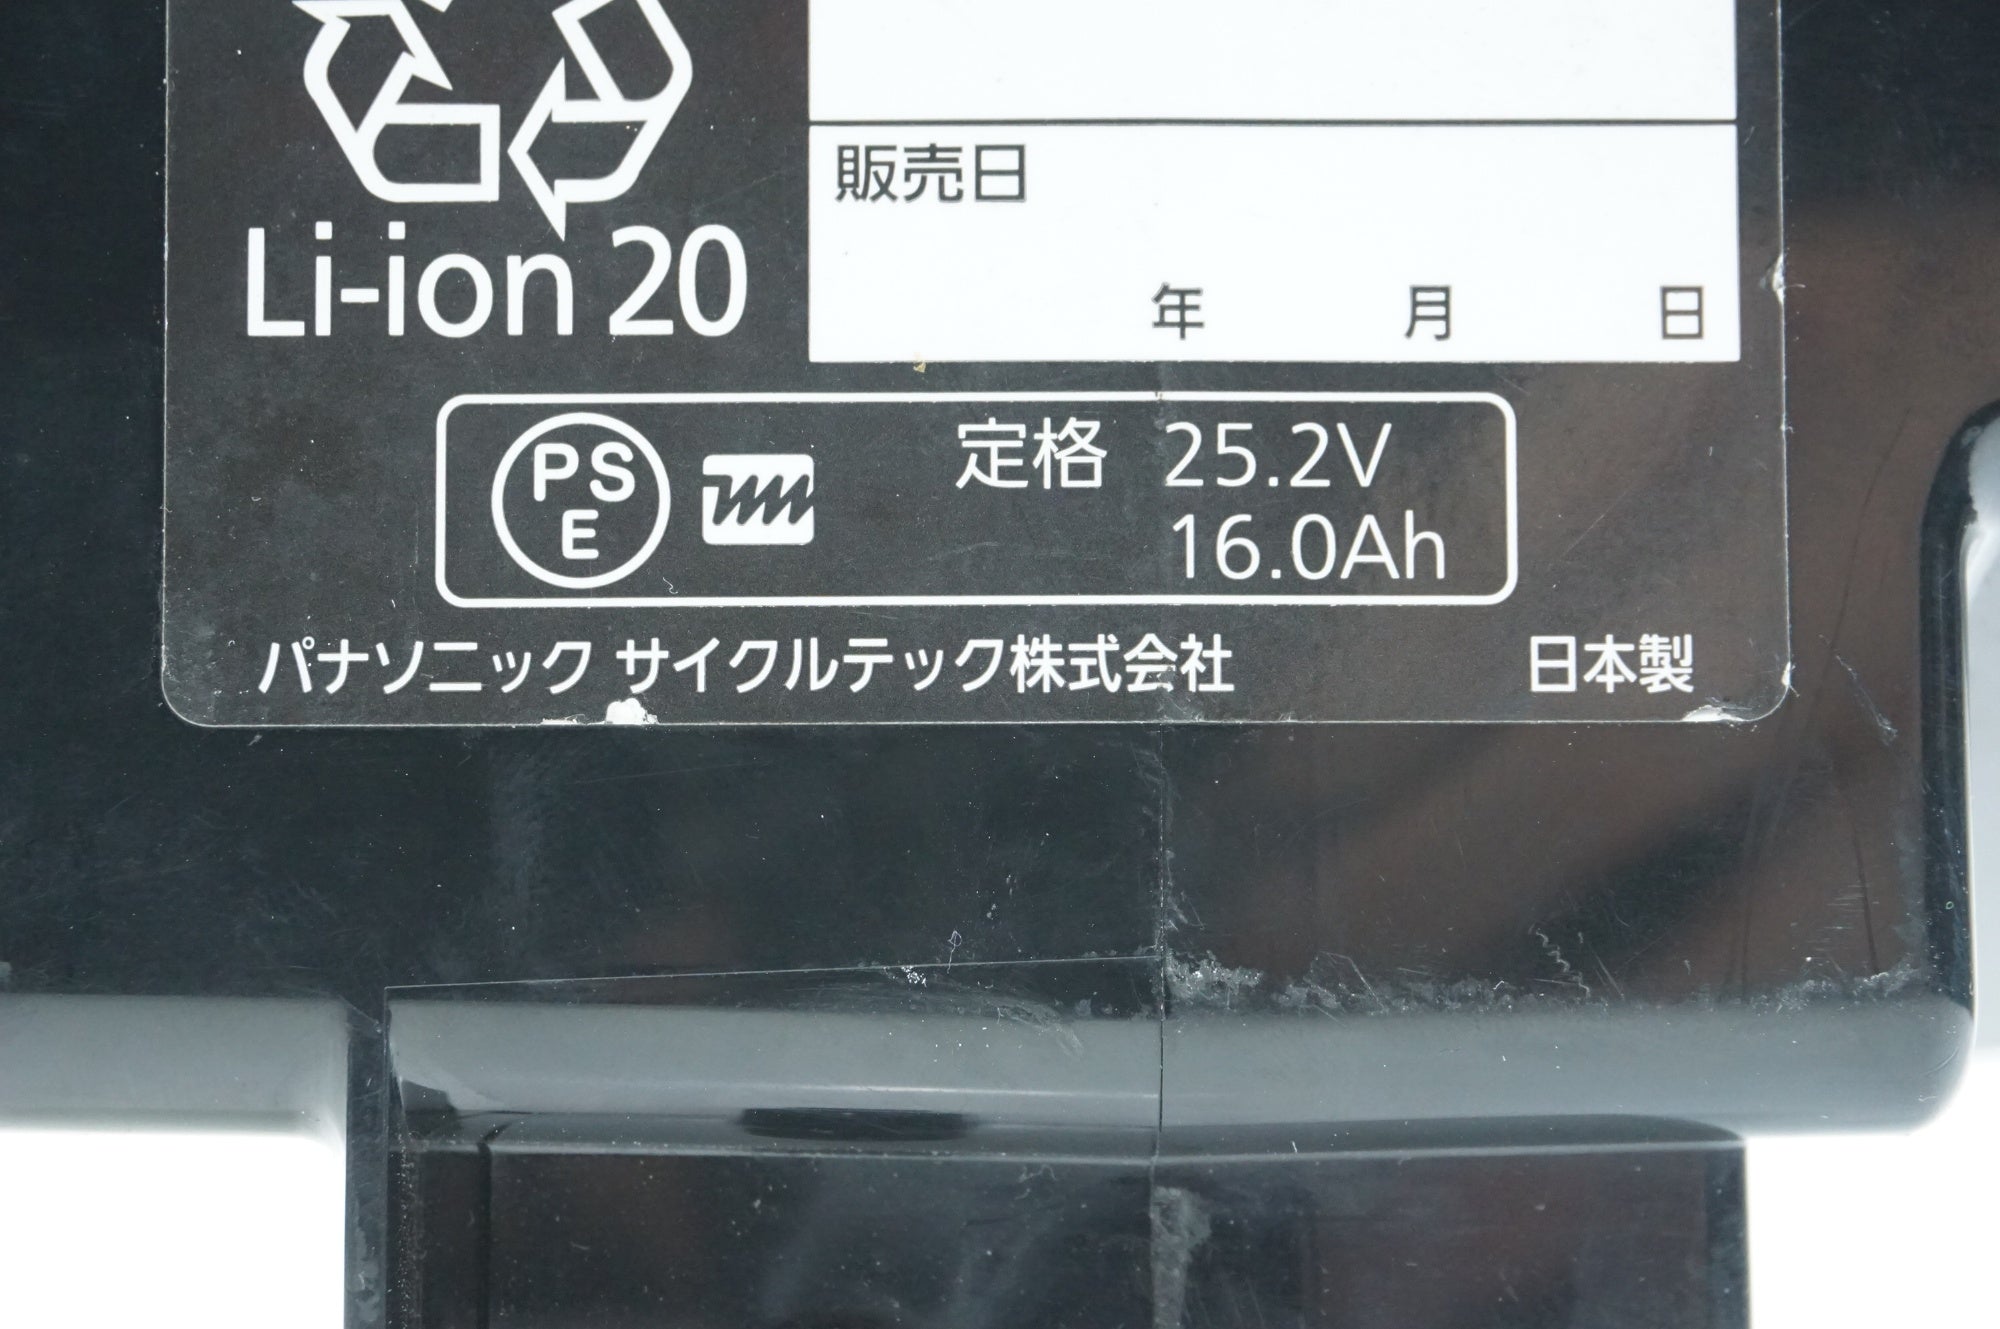 Li-ion 20
販売日
年 月 日
PS
E
定格 25.2V
16.0Ah
パナソニック サイクルテック株式会社 日本製